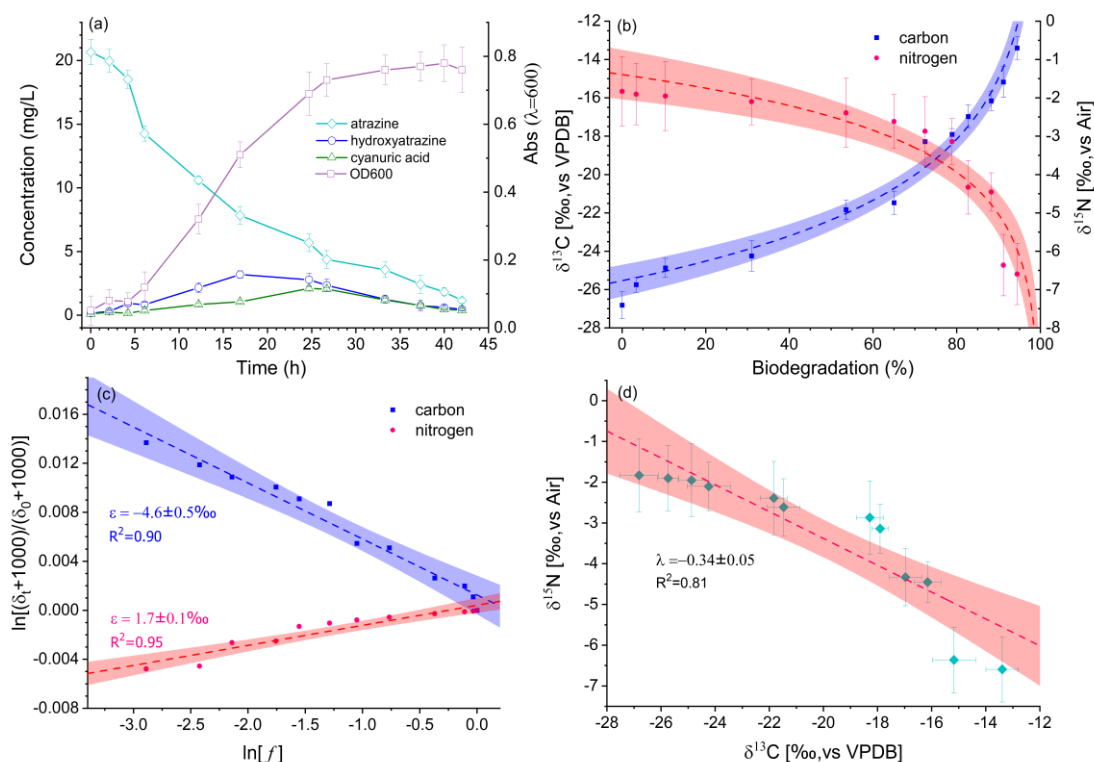 (a)
Concentration (mg/L)
20
15
10
5
0
0 5 10 15 20 25 30 35 40 45
Time (h)
0.8
0.6
0.4
0.2
0.0
Abs (λ=600)
atrazine
hydroxyatrazine
cyanuric acid
OD600
(b)
δ¹³C [‰,vs VPDB]
-12
-14
-16
-18
-20
-22
-24
-26
-28
0 20 40 60 80 100
Biodegradation (%)
0
-1
-2
-3
-4
-5
-6
-7
-8
δ¹⁵N [‰,vs Air]
carbon
nitrogen
(c)
ln[(δt+1000)/(δ0+1000)]
0.016
0.012
0.008
0.004
0.000
-0.004
-0.008
-3.0 -2.5 -2.0 -1.5 -1.0 -0.5 0.0
ln[f]
carbon
nitrogen
ε = −4.6±0.5‰
R²=0.90
ε = 1.7±0.1‰
R²=0.95
(d)
δ¹⁵N [‰,vs Air]
0
-1
-2
-3
-4
-5
-6
-7
-28 -26 -24 -22 -20 -18 -16 -14 -12
δ¹³C [‰,vs VPDB]
λ =−0.34±0.05
R²=0.81